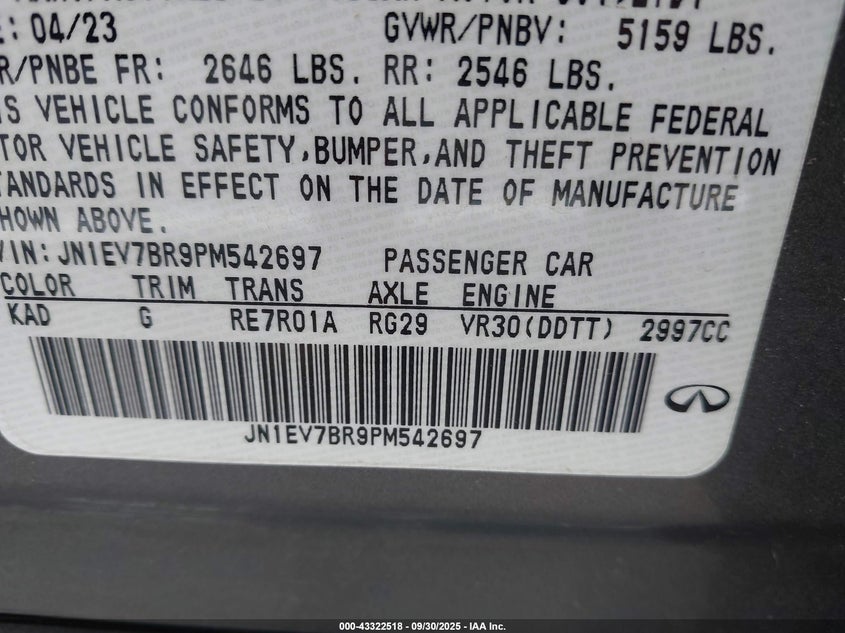 E: 04/23 GVWR/PNBV: 5159 LBS.
R/PNBE FR: 2646 LBS. RR: 2546 LBS.
IS VEHICLE CONFORMS TO ALL APPLICABLE FEDERAL
TOR VEHICLE SAFETY,BUMPER,AND THEFT PREVENTION
TANDARDS IN EFFECT ON THE DATE OF MANUFACTURE
HOWN ABOVE.
VIN: JN1EV7BR9PM542697 PASSENGER CAR
COLOR TRIM TRANS AXLE ENGINE
KAD G RE7R01A RG29 VR30(DDTT) 2997CC
JN1EV7BR9PM542697
000-43322518 - 09/30/2025 - IAA Inc.